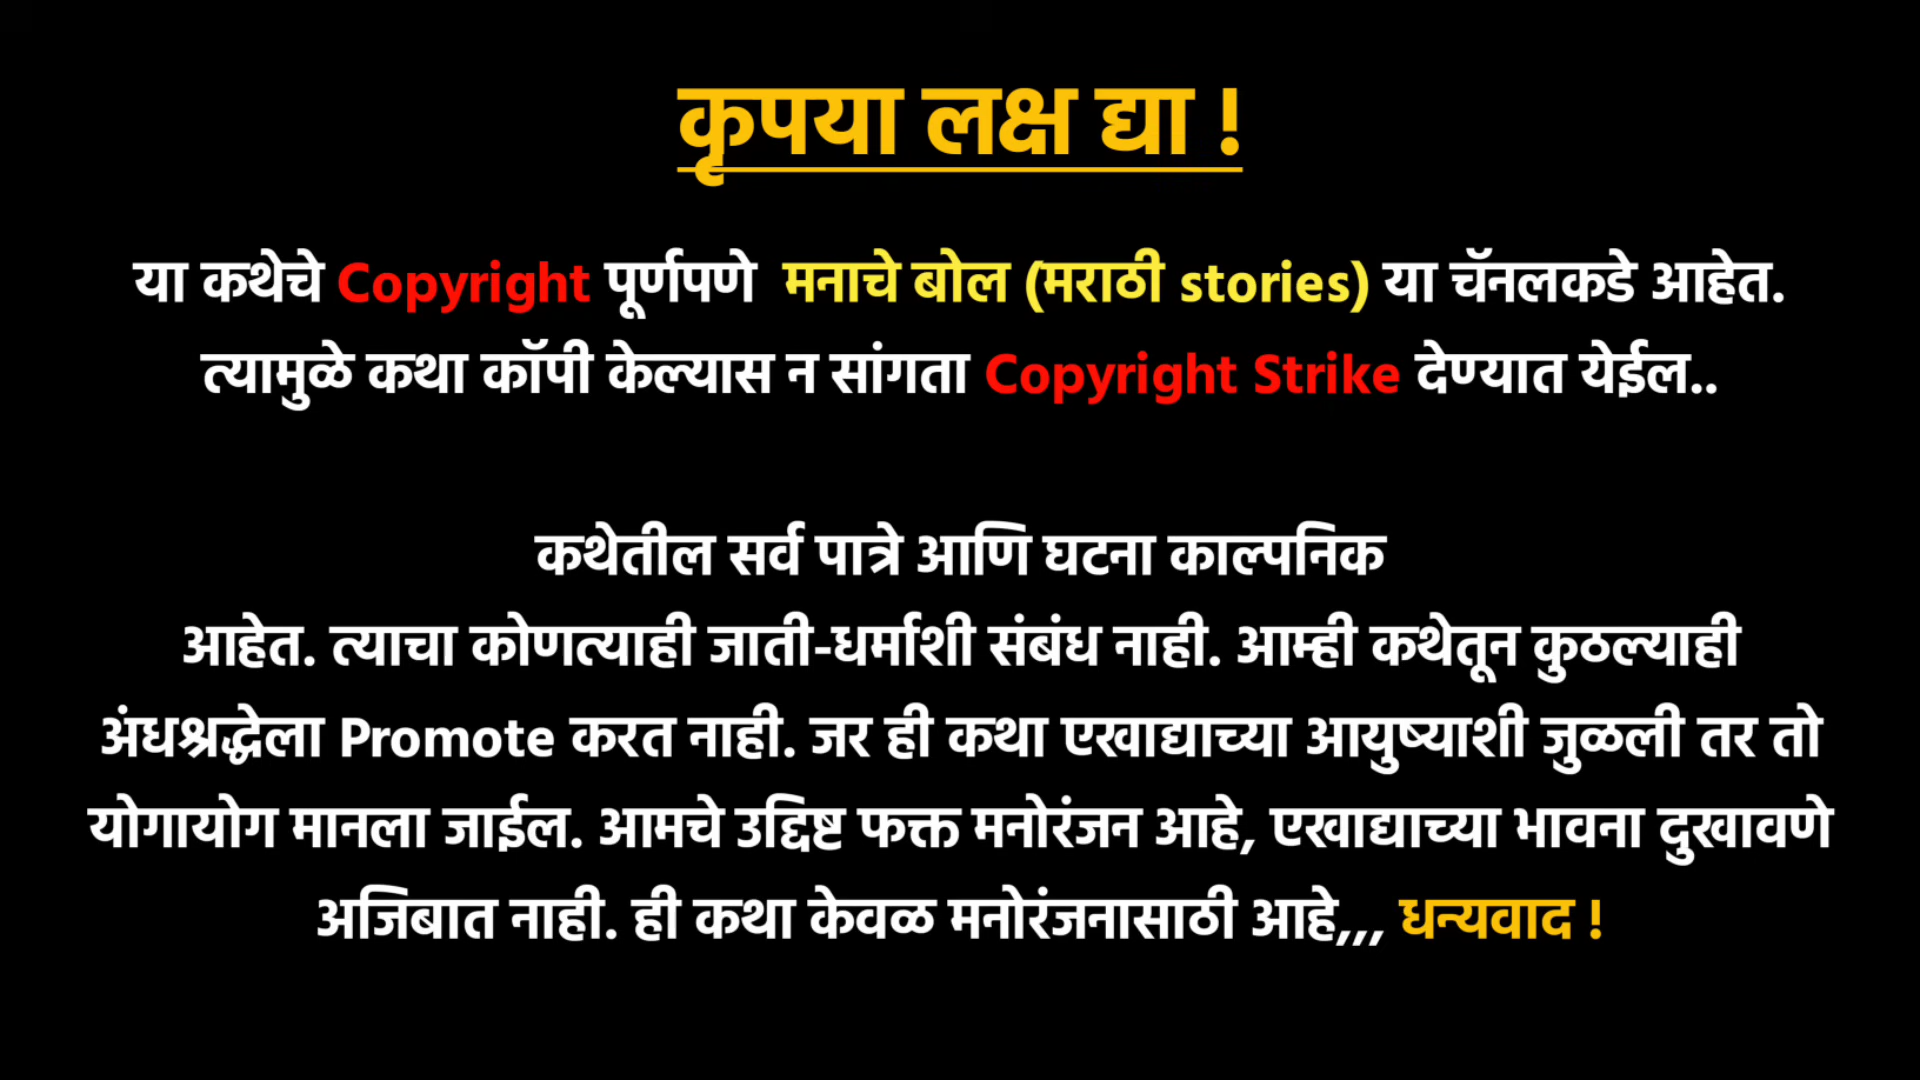 कृपया लक्ष द्या !
या कथेचे Copyright पूर्णपणे मनाचे बोल (मराठी stories) या चॅनलकडे आहेत.
त्यामुळे कथा कॉपी केल्यास न सांगता Copyright Strike देण्यात येईल..
कथेतील सर्व पात्रे आणि घटना काल्पनिक
आहेत. त्याचा कोणत्याही जाती-धर्माशी संबंध नाही. आम्ही कथेतून कुठल्याही
अंधश्रद्धेला Promote करत नाही. जर ही कथा एखाद्याच्या आयुष्याशी जुळली तर तो
योगायोग मानला जाईल. आमचे उद्दिष्ट फक्त मनोरंजन आहे, एखाद्याच्या भावना दुखावणे
अजिबात नाही. ही कथा केवळ मनोरंजनासाठी आहे,,, धन्यवाद !